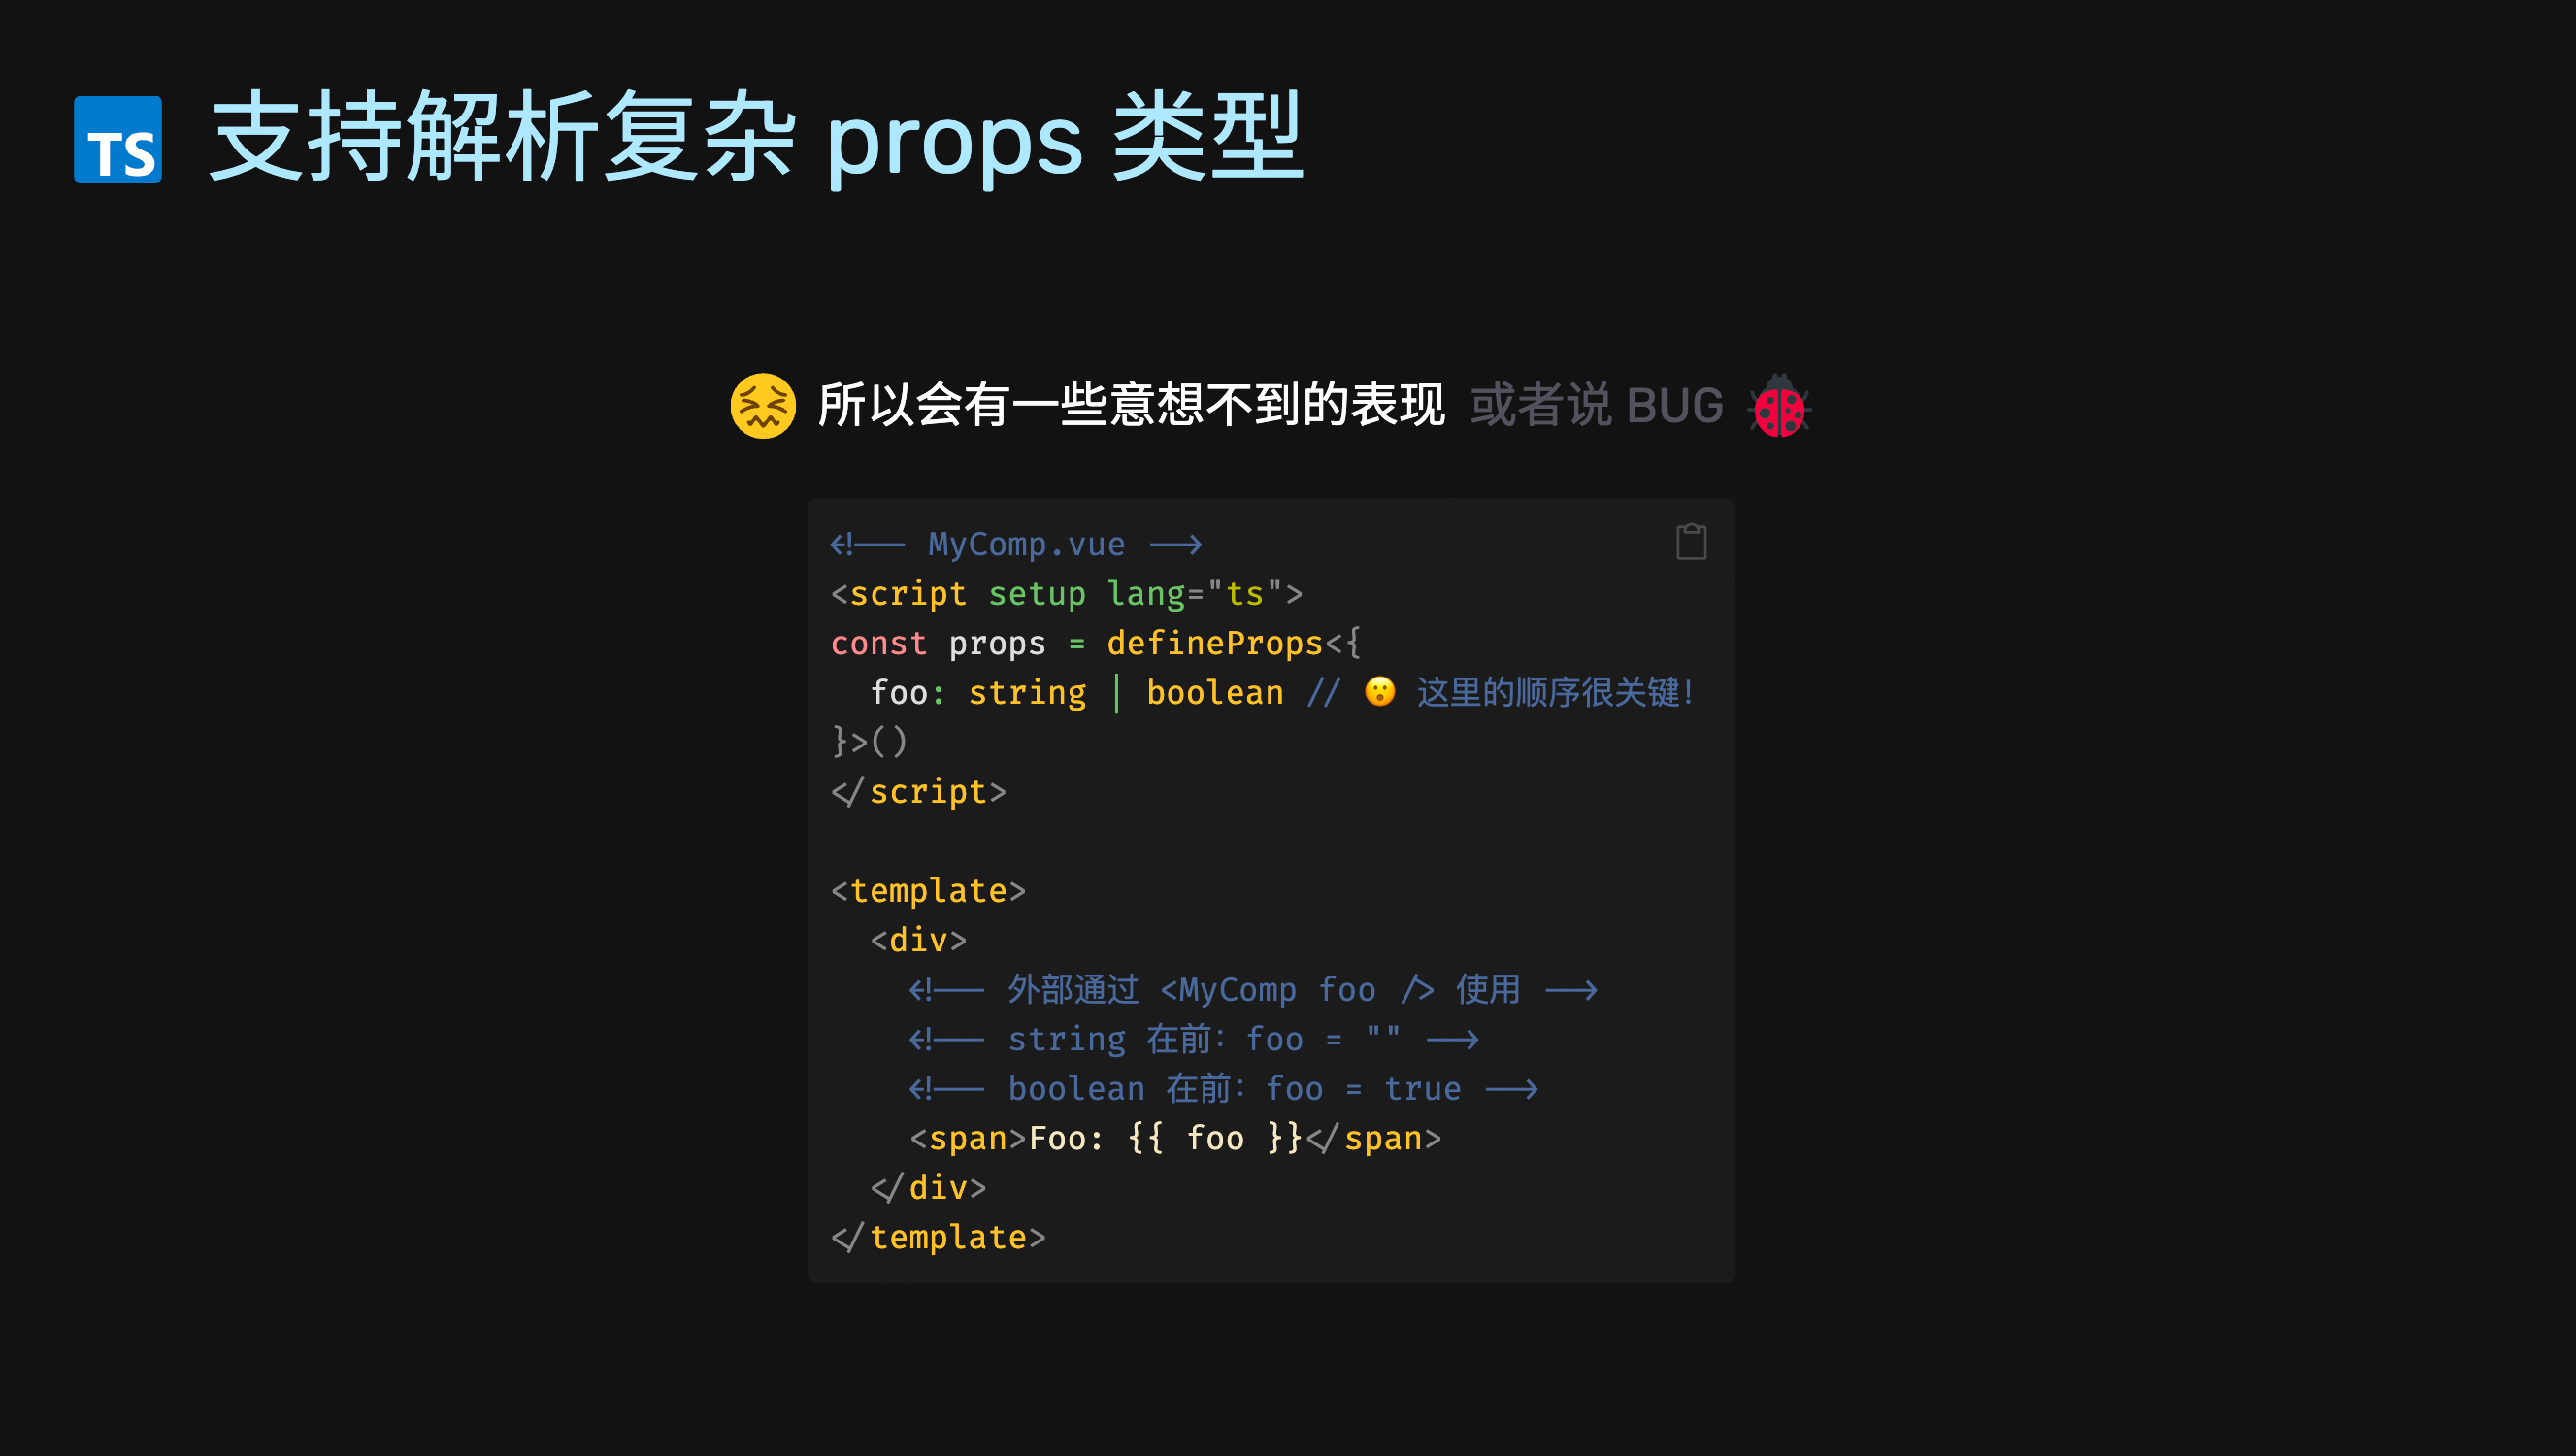 TS 支持解析复杂 props 类型
😖 所以会有一些意想不到的表现 或者说 BUG 🐞
<!-- MyComp.vue -->
<script setup lang="ts">
const props = defineProps<{
  foo: string | boolean // 😮 这里的顺序很关键!
}>()
</script>

<template>
  <div>
    <!-- 外部通过 <MyComp foo /> 使用 -->
    <!-- string 在前: foo = "" -->
    <!-- boolean 在前: foo = true -->
    <span>Foo: {{ foo }}</span>
  </div>
</template>